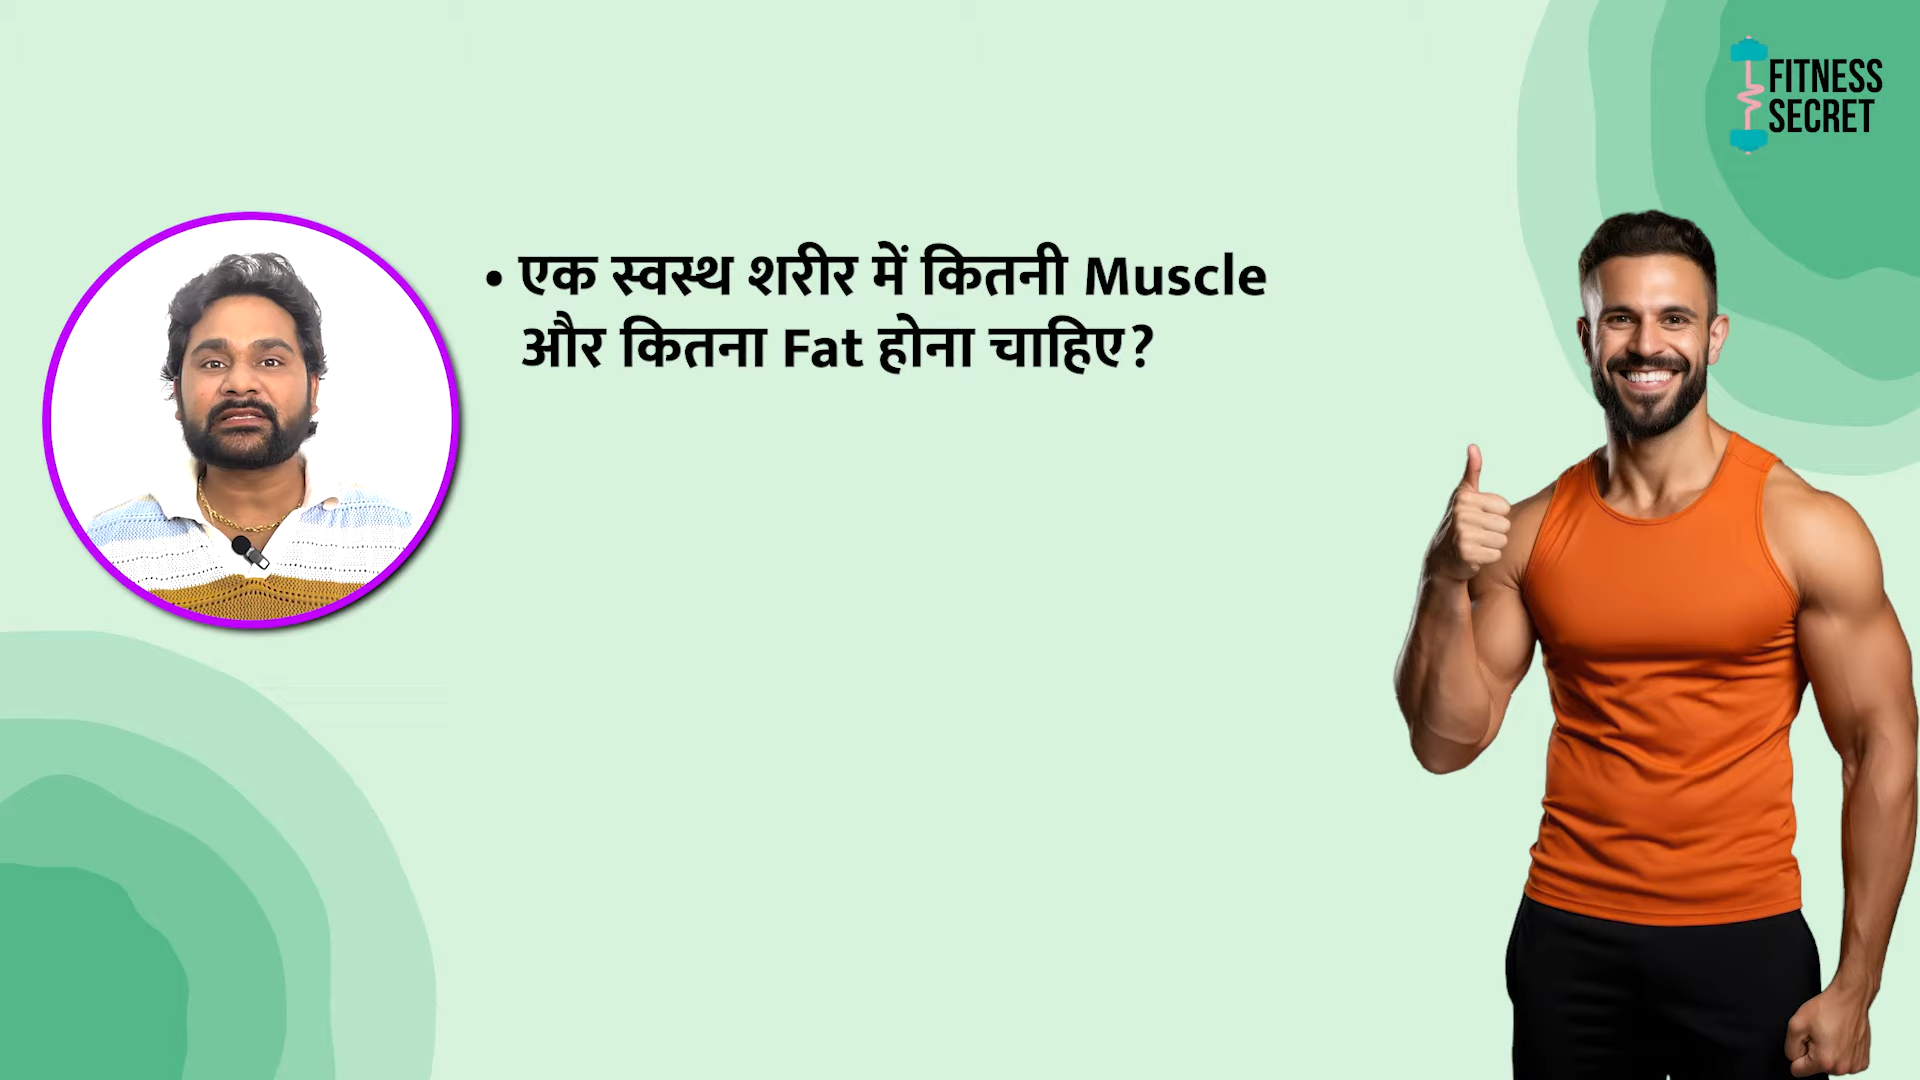 FITNESS
SECRET
• एक स्वस्थ शरीर में कितनी Muscle
और कितना Fat होना चाहिए?